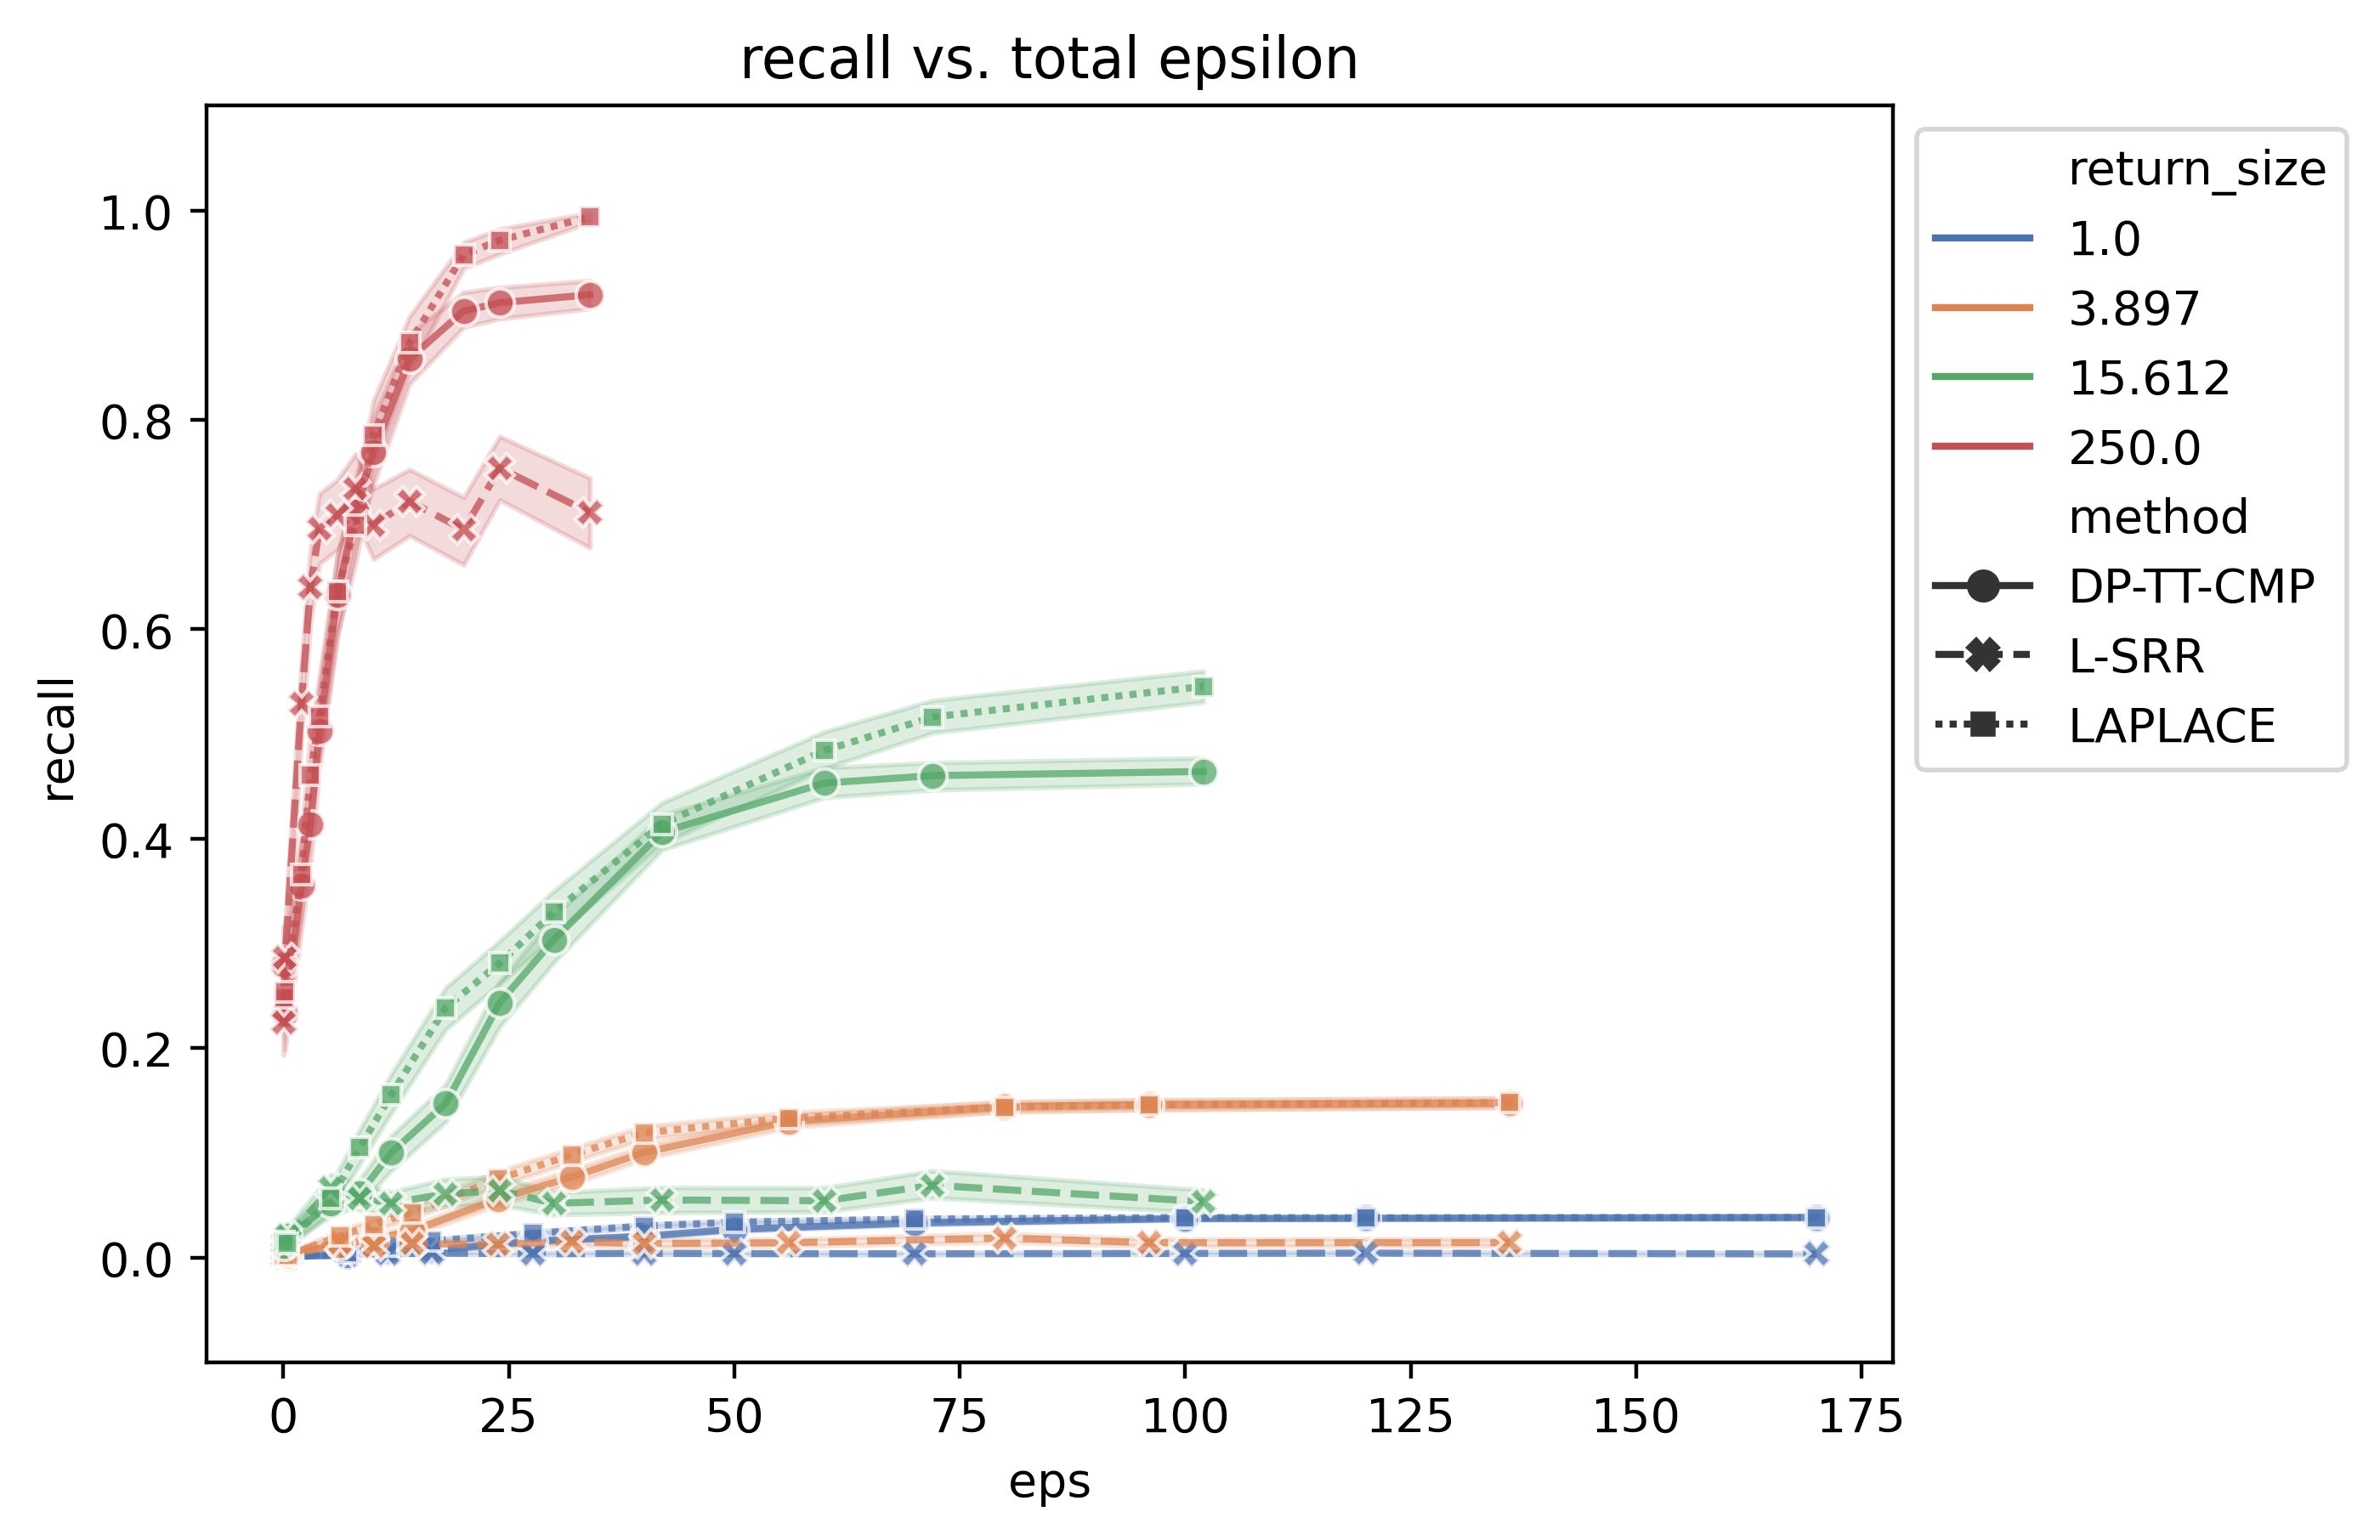 recall vs. total epsilon
recall
1.0
0.8
0.6
0.4
0.2
0.0
0 25 50 75 100 125 150 175
eps
return_size
1.0
3.897
15.612
250.0
method
DP-TT-CMP
L-SRR
LAPLACE